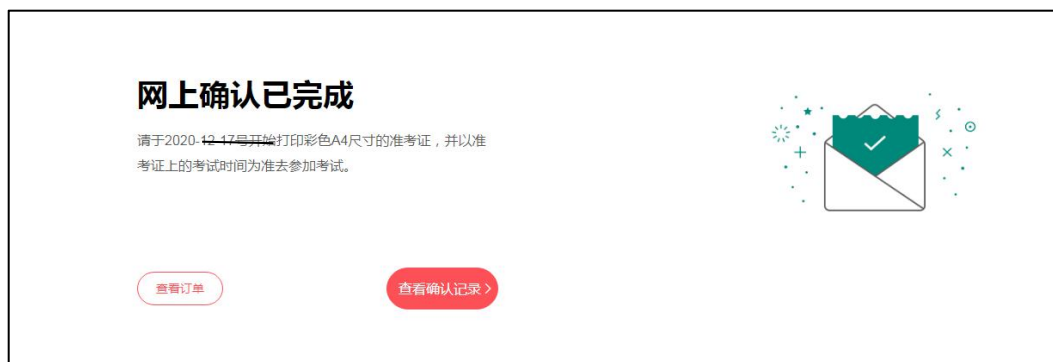 网上确认已完成
请于2020-12-17号开始打印彩色A4尺寸的准考证，并以准
考证上的考试时间为准去参加考试。
查看订单
查看确认记录